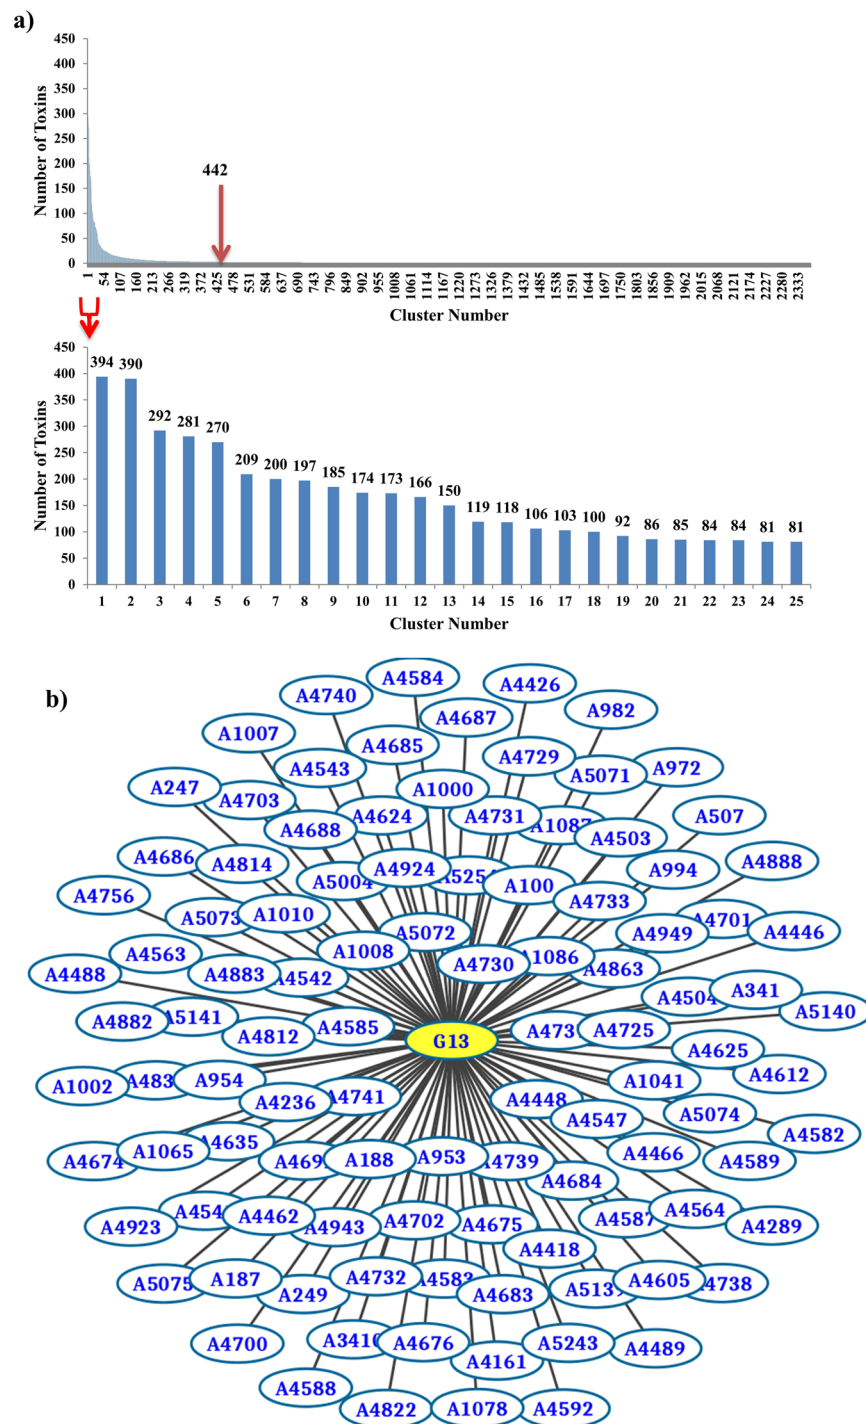 a)
450
400
350
300
250
200
150
100
50
0
Number of Toxins
442
1 54 107 160 213 266 319 372 425 478 531 584 637 690 743 796 849 902 955 1008 1061 1114 1167 1220 1273 1326 1379 1432 1485 1538 1591 1644 1697 1750 1803 1856 1909 1962 2015 2068 2121 2174 2227 2280 2333
Cluster Number
450
400
350
300
250
200
150
100
50
0
Number of Toxins
394 390 292 281 270 209 200 197 185 174 173 166 150 119 118 106 103 100 92 86 85 84 84 81 81
1 2 3 4 5 6 7 8 9 10 11 12 13 14 15 16 17 18 19 20 21 22 23 24 25
Cluster Number
b)
A4584
A4740 A4426
A4687 A982
A1007 A4685
A4543 A4729 A5071 A972
A247 A4703 A1000
A4688 A4624 A4731 A1087 A4503 A507
A4686 A4814 A4924 A994 A4888
A5004 A5254 A100
A4756 A5073 A1010 A4733
A5072 A4949 A4701 A4446
A4563 A1008 A1086
A4488 A4883 A4542 A4730 A4863
A4504 A341
A4882 A5141 A4812 A4585 A473 A4725 A5140
G13
A4625
A1002 A483 A954 A1041 A4612
A4236 A4741 A4448
A4547 A5074
A4635 A4582
A4674 A1065 A469 A188 A953 A4739 A4466 A4589
A4684
A4923 A454 A4462 A4943 A4702 A4675 A4587 A4564 A4289
A4418
A5075 A187 A249 A4732 A4583 A4683 A5139 A4605 A4738
A4700 A3410 A4676 A4161 A5243 A4489
A4588
A4822 A1078 A4592